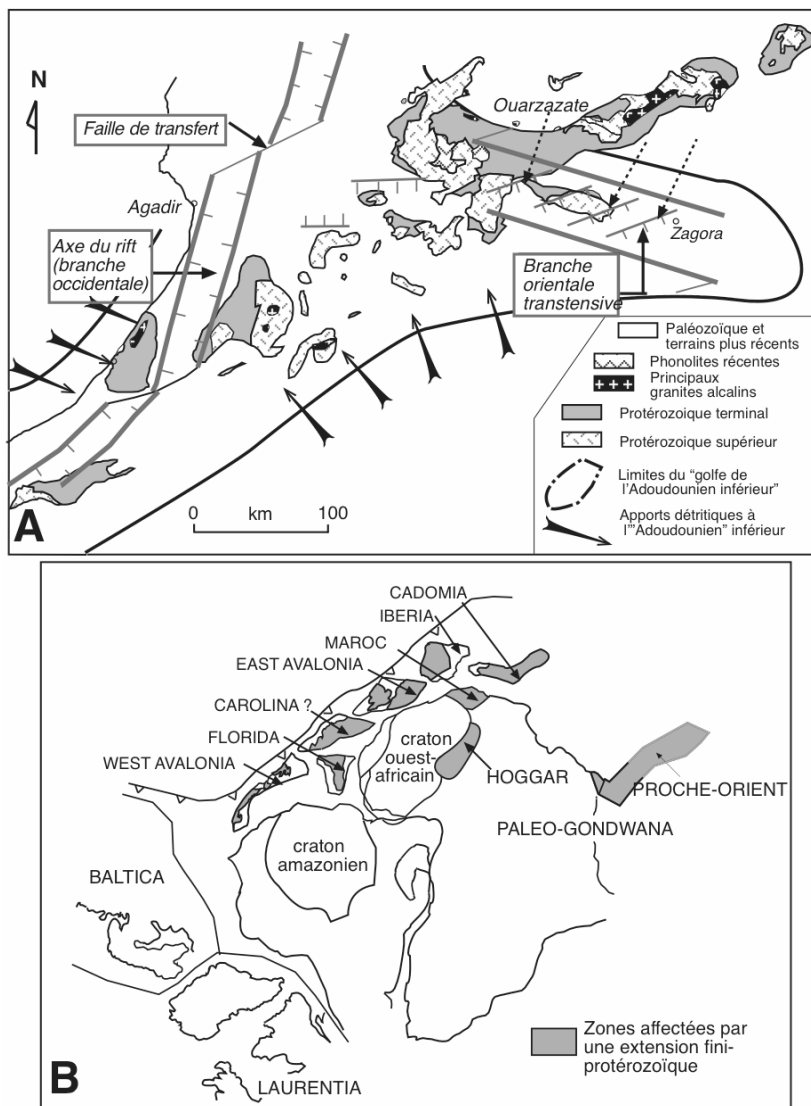 N
Ouarzazate
Faille de transfert
Agadir
Zagora
Axe du rift
(branche
occidentale)
Branche
orientale
transtensive
Paléozoïque et
terrains plus récents
Phonolites récentes
Principaux
granites alcalins
Protérozoique terminal
Protérozoique supérieur
Limites du "golfe de
l'Adoudounien inférieur"
Apports détritiques à
l'"Adoudounien" inférieur
0 km 100
A
CADOMIA
IBERIA
MAROC
EAST AVALONIA
CAROLINA ?
FLORIDA
WEST AVALONIA
craton
ouest-
africain
HOGGAR
PROCHE-ORIENT
PALEO-GONDWANA
craton
amazonien
BALTICA
LAURENTIA
Zones affectées par
une extension fini-
protérozoïque
B